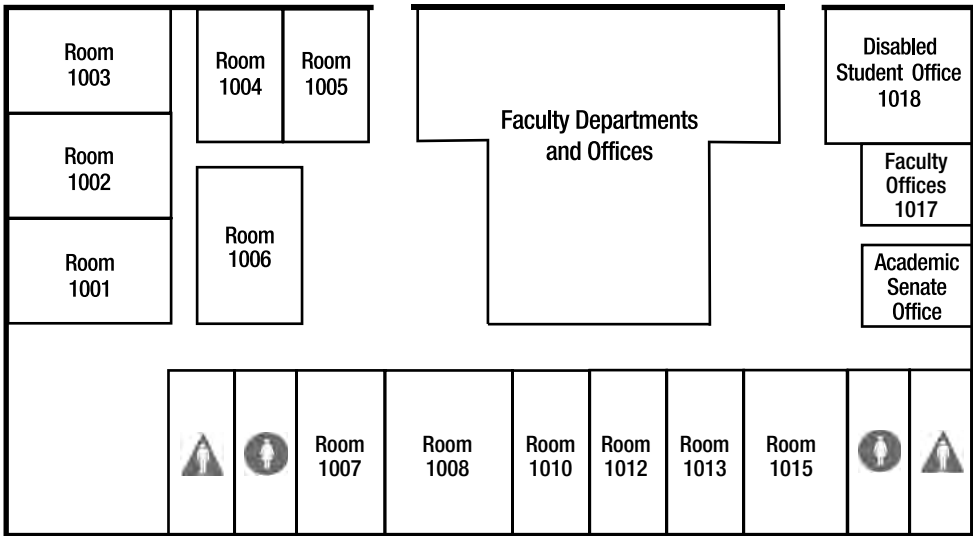 Room
1003
Room
1004
Room
1005
Faculty Departments
and Offices
Disabled
Student Office
1018
Room
1002
Faculty
Offices
1017
Room
1001
Room
1006
Academic
Senate
Office
Room
1007
Room
1008
Room
1010
Room
1012
Room
1013
Room
1015